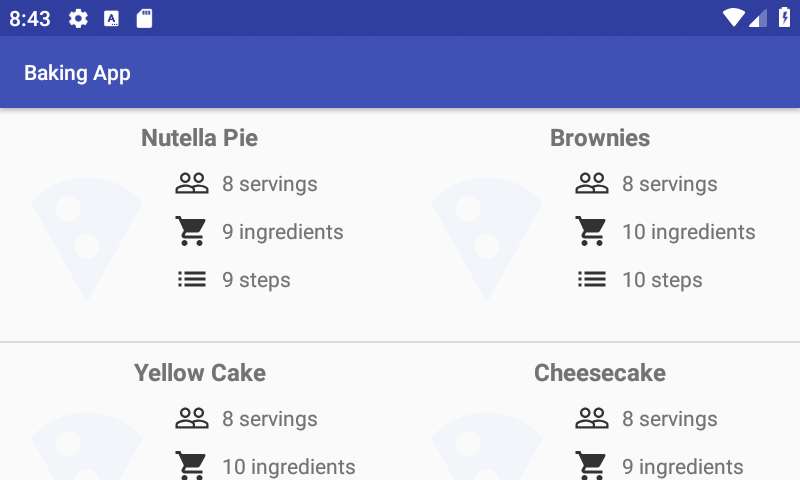 8:43
Baking App
Nutella Pie
8 servings
9 ingredients
9 steps
Brownies
8 servings
10 ingredients
10 steps
Yellow Cake
8 servings
10 ingredients
Cheesecake
8 servings
9 ingredients